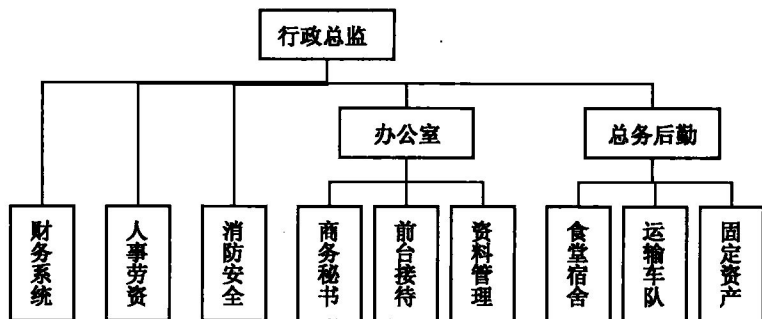 行政总监
办公室
总务后勤
财务系统
人事劳资
消防安全
商务秘书
前台接待
资料管理
食堂宿舍
运输车队
固定资产